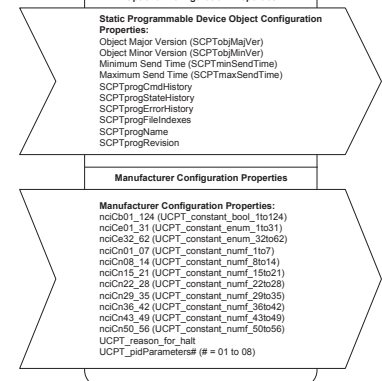 Static Programmable Device Object Configuration
Properties:
Object Major Version (SCPTobjMajVer)
Object Minor Version (SCPTobjMinVer)
Minimum Send Time (SCPTminSendTime)
Maximum Send Time (SCPTmaxSendTime)
SCPTprogCmdHistory
SCPTprogStateHistory
SCPTprogErrorHistory
SCPTprogFileIndexes
SCPTprogName
SCPTprogRevision
Manufacturer Configuration Properties
Manufacturer Configuration Properties:
nciCb01_124 (UCPT_constant_bool_1to124)
nciCe01_31 (UCPT_constant_enum_1to31)
nciCe32_62 (UCPT_constant_enum_32to62)
nciCn01_07 (UCPT_constant_numf_1to7)
nciCn08_14 (UCPT_constant_numf_8to14)
nciCn15_21 (UCPT_constant_numf_15to21)
nciCn22_28 (UCPT_constant_numf_22to28)
nciCn29_35 (UCPT_constant_numf_29to35)
nciCn36_42 (UCPT_constant_numf_36to42)
nciCn43_49 (UCPT_constant_numf_43to49)
nciCn50_56 (UCPT_constant_numf_50to56)
UCPT_reason_for_halt
UCPT_pidParameters# (# = 01 to 08)